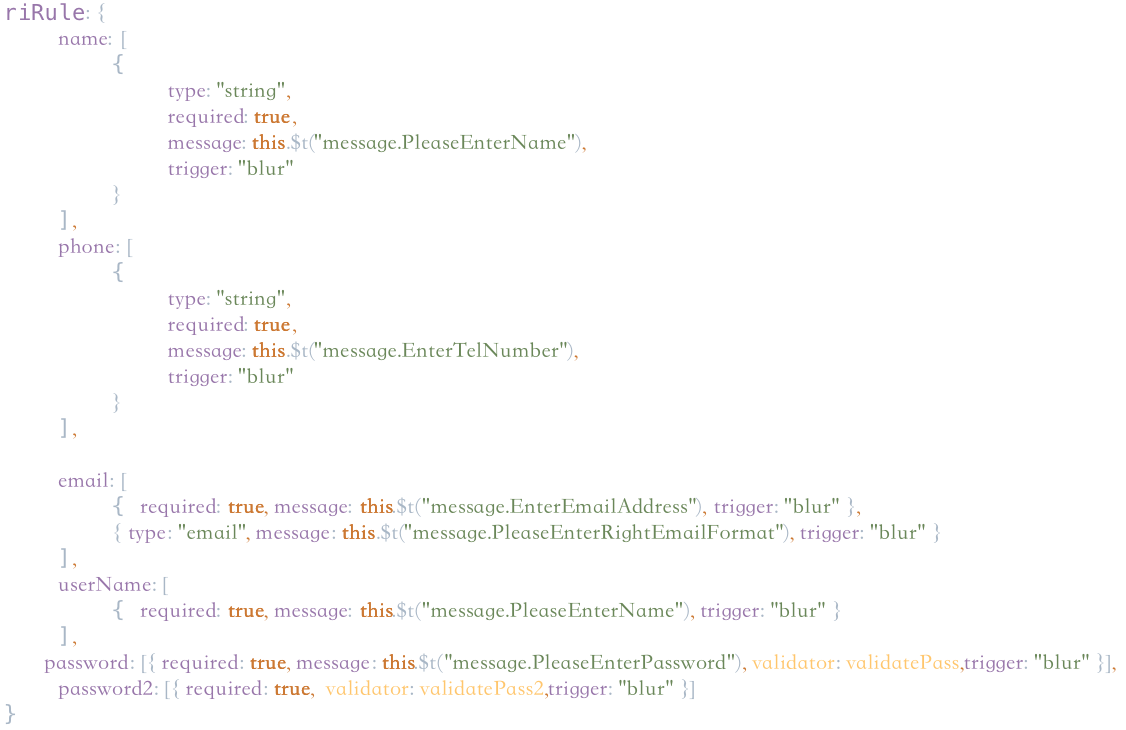 riRule: {
name: [
{
type: "string",
required: true,
message: this.$t("message.PleaseEnterName"),
trigger: "blur"
}
],
phone: [
{
type: "string",
required: true,
message: this.$t("message.EnterTelNumber"),
trigger: "blur"
}
],
email: [
{ required: true, message: this.$t("message.EnterEmailAddress"), trigger: "blur" },
{ type: "email", message: this.$t("message.PleaseEnterRightEmailFormat"), trigger: "blur" }
],
userName: [
{ required: true, message: this.$t("message.PleaseEnterName"), trigger: "blur" }
],
password: [{ required: true, message: this.$t("message.PleaseEnterPassword"), validator: validatePass,trigger: "blur" }],
password2: [{ required: true, validator: validatePass2,trigger: "blur" }]
}